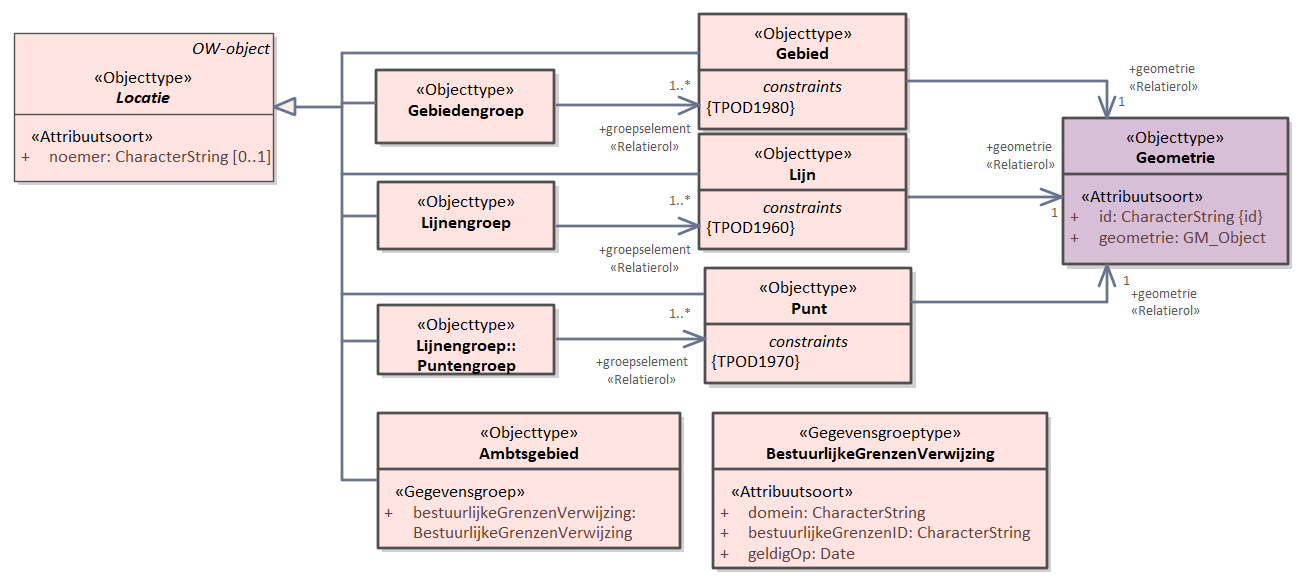 OW-object
«Objecttype»
Locatie
«Attribuutsoort»
+ noemer: CharacterString [0..1]
«Objecttype»
Gebiedengroep
1..*
+groepselement
«Relatierol»
«Objecttype»
Gebied
constraints
{TPOD1980}
+geometrie
«Relatierol»
1
«Objecttype»
Lijnengroep
1..*
+groepselement
«Relatierol»
«Objecttype»
Lijn
constraints
{TPOD1960}
+geometrie
«Relatierol»
1
«Objecttype»
Geometrie
«Attribuutsoort»
+ id: CharacterString {id}
+ geometrie: GM_Object
«Objecttype»
Lijnengroep::
Puntengroep
1..*
+groepselement
«Relatierol»
«Objecttype»
Punt
constraints
{TPOD1970}
1
+geometrie
«Relatierol»
«Objecttype»
Ambtsgebied
«Gegevensgroep»
+ bestuurlijkeGrenzenVerwijzing:
BestuurlijkeGrenzenVerwijzing
«Gegevensgroeptype»
BestuurlijkeGrenzenVerwijzing
«Attribuutsoort»
+ domein: CharacterString
+ bestuurlijkeGrenzenID: CharacterString
+ geldigOp: Date